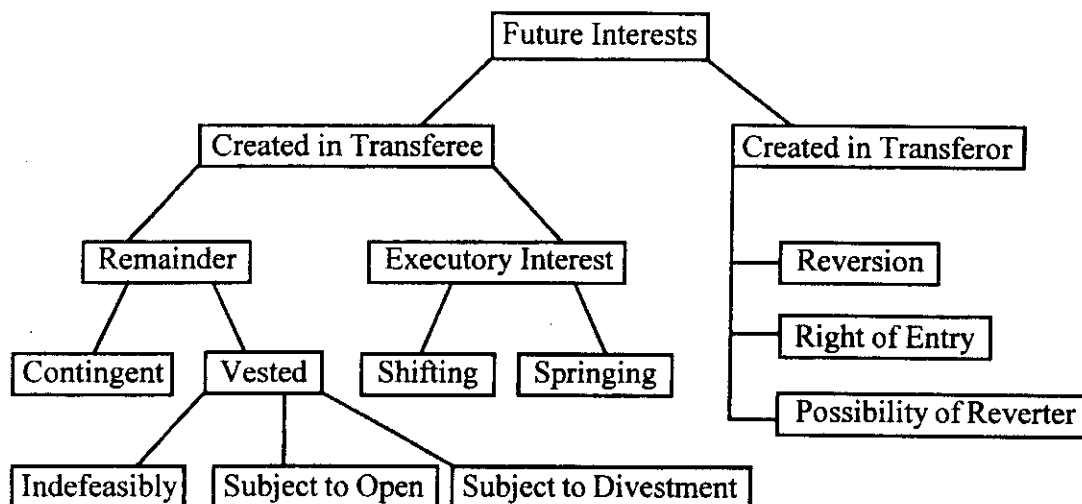 Future Interests
Created in Transferee
Created in Transferor
Remainder
Executory Interest
Reversion
Right of Entry
Contingent
Vested
Shifting
Springing
Possibility of Reverter
Indefeasibly
Subject to Open
Subject to Divestment